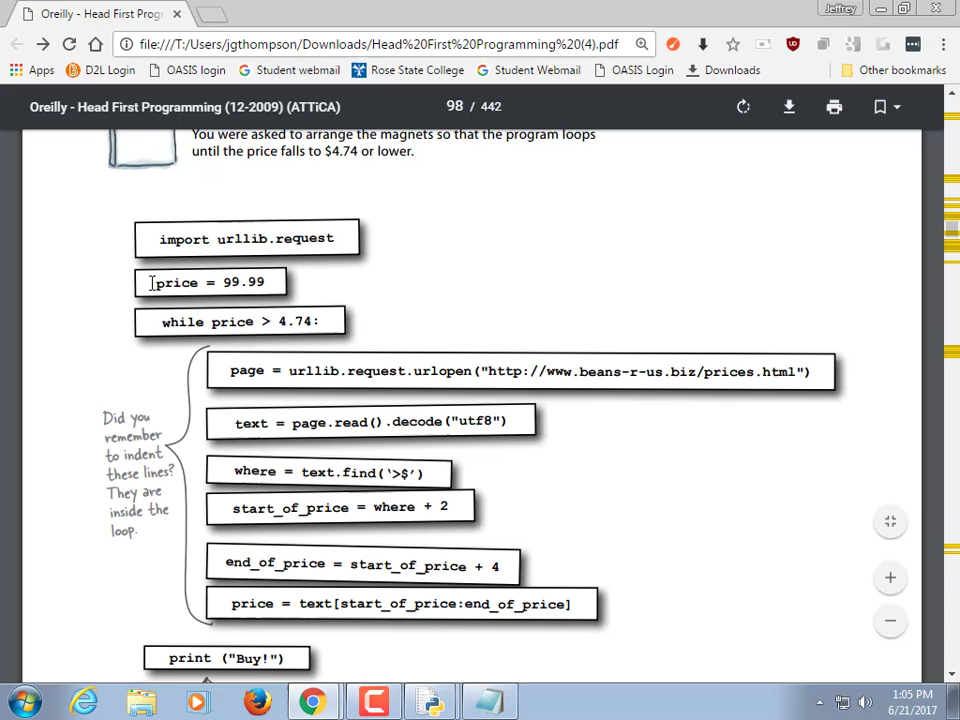 Oreilly - Head First Progr
Jeffrey
file:///T:/Users/jgthompson/Downloads/Head%20First%20Programming%20(4).pdf
Apps D2L Login OASIS login Student webmail Rose State College Student Webmail OASIS Login Downloads Other bookmarks
Oreilly - Head First Programming (12-2009) (ATTiCA) 98 / 442
You were asked to arrange the magnets so that the program loops
until the price falls to $4.74 or lower.
import urllib.request
price = 99.99
while price > 4.74:
page = urllib.request.urlopen("http://www.beans-r-us.biz/prices.html")
text = page.read().decode("utf8")
where = text.find('>$')
start_of_price = where + 2
end_of_price = start_of_price + 4
price = text[start_of_price:end_of_price]
Did you
remember
to indent
these lines?
They are
inside the
loop.
print ("Buy!")
1:05 PM
6/21/2017